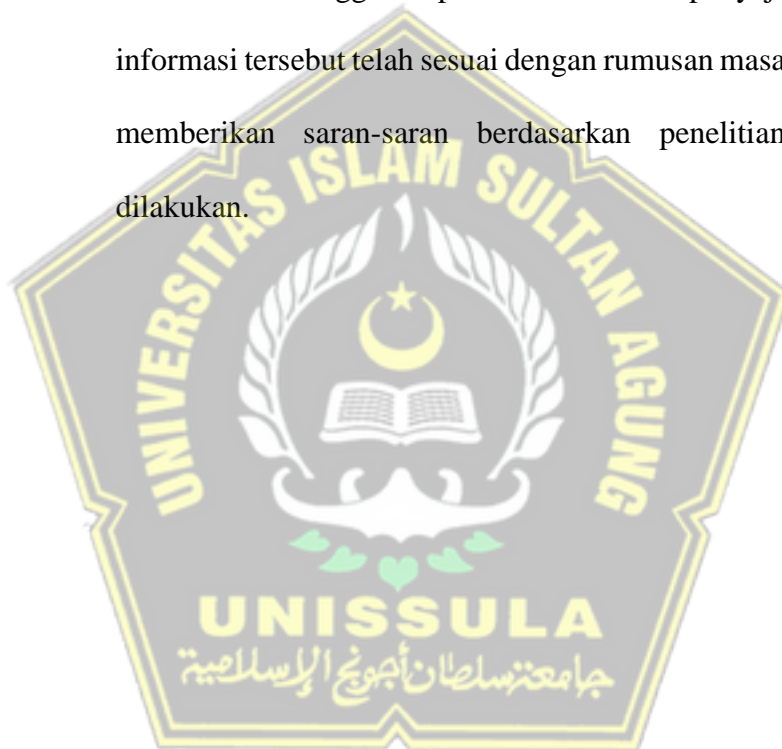 informasi tersebut telah sesuai dengan rumusan masa
memberikan saran-saran berdasarkan penelitian
dilakukan.
UNIVERSITAS ISLAM SULTAN AGUNG
UNISSULA
جامعة سلطان أجونج الإسلامية